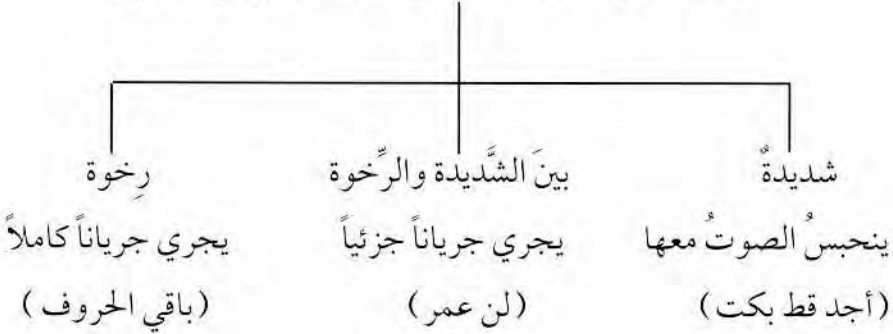 شديدةٌ بينَ الشَّديدة والرِّخوة رِخوة
ينحبسُ الصوتُ معها يجري جرياناً جزئياً يجري جرياناً كاملاً
(أجد قط بكت) (لن عمر) (باقي الحروف)